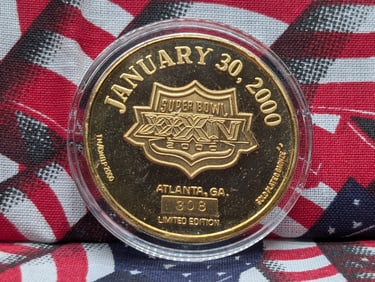 JANUARY 30, 2000
SUPER BOWL
XXXIV
2000
ATLANTA, GA.
308
LIMITED EDITION